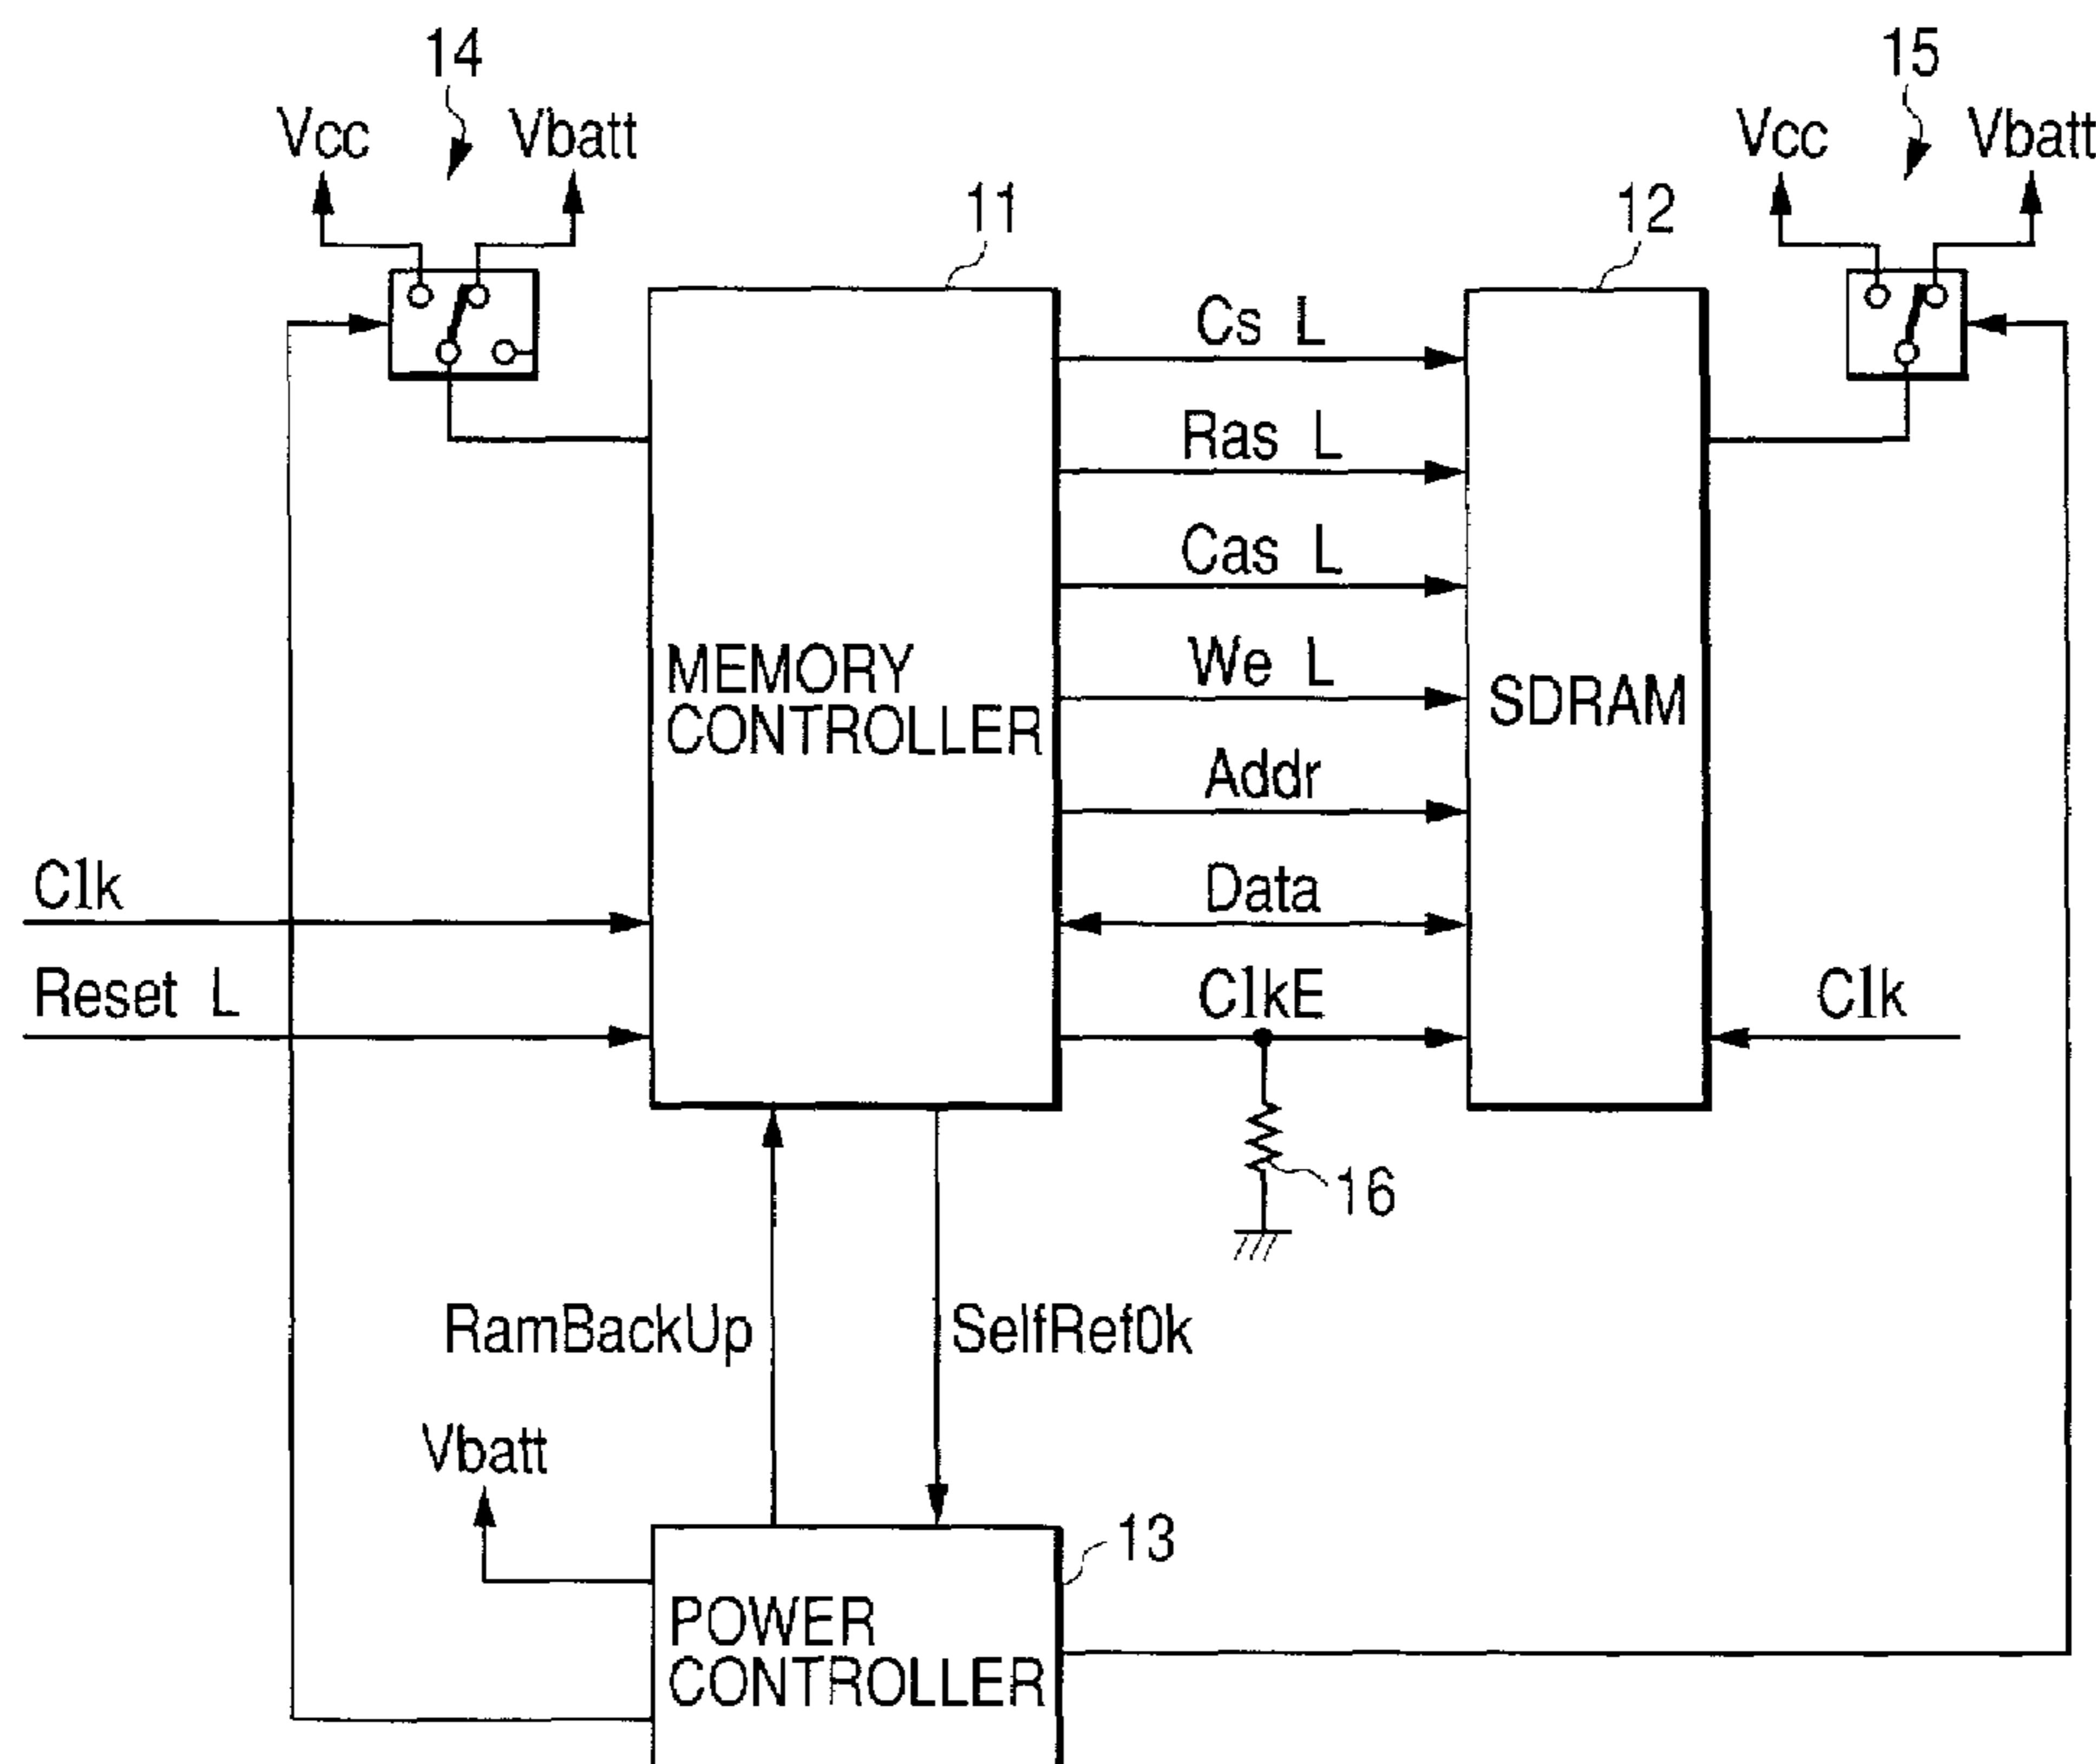 14
15
Vcc
Vbatt
Vcc
Vbatt
11
12
Cs L
Ras L
Cas L
We L
MEMORY
CONTROLLER
SDRAM
Addr
Clk
Data
Reset L
ClkE
Clk
16
RamBackUp
SelfRefOk
Vbatt
13
POWER
CONTROLLER